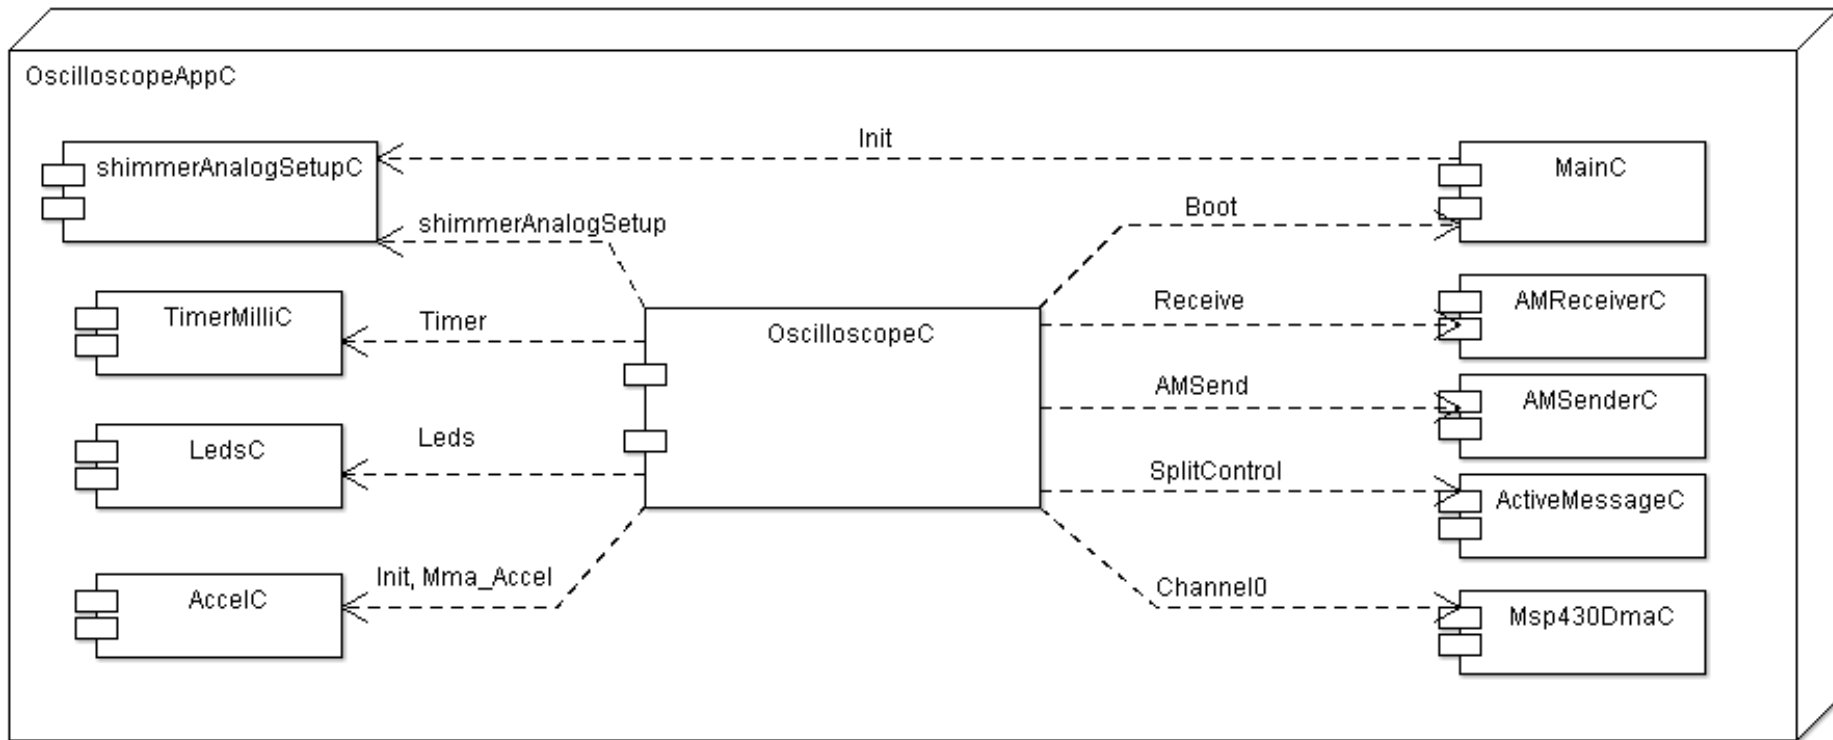 OscilloscopeAppC
Init
shimmerAnalogSetupC
MainC
Boot
shimmerAnalogSetup
Receive
AMReceiverC
TimerMilliC
Timer
OscilloscopeC
AMSend
AMSenderC
Leds
LedsC
SplitControl
ActiveMessageC
Init, Mma_Accel
AccelC
Channel0
Msp430DmaC